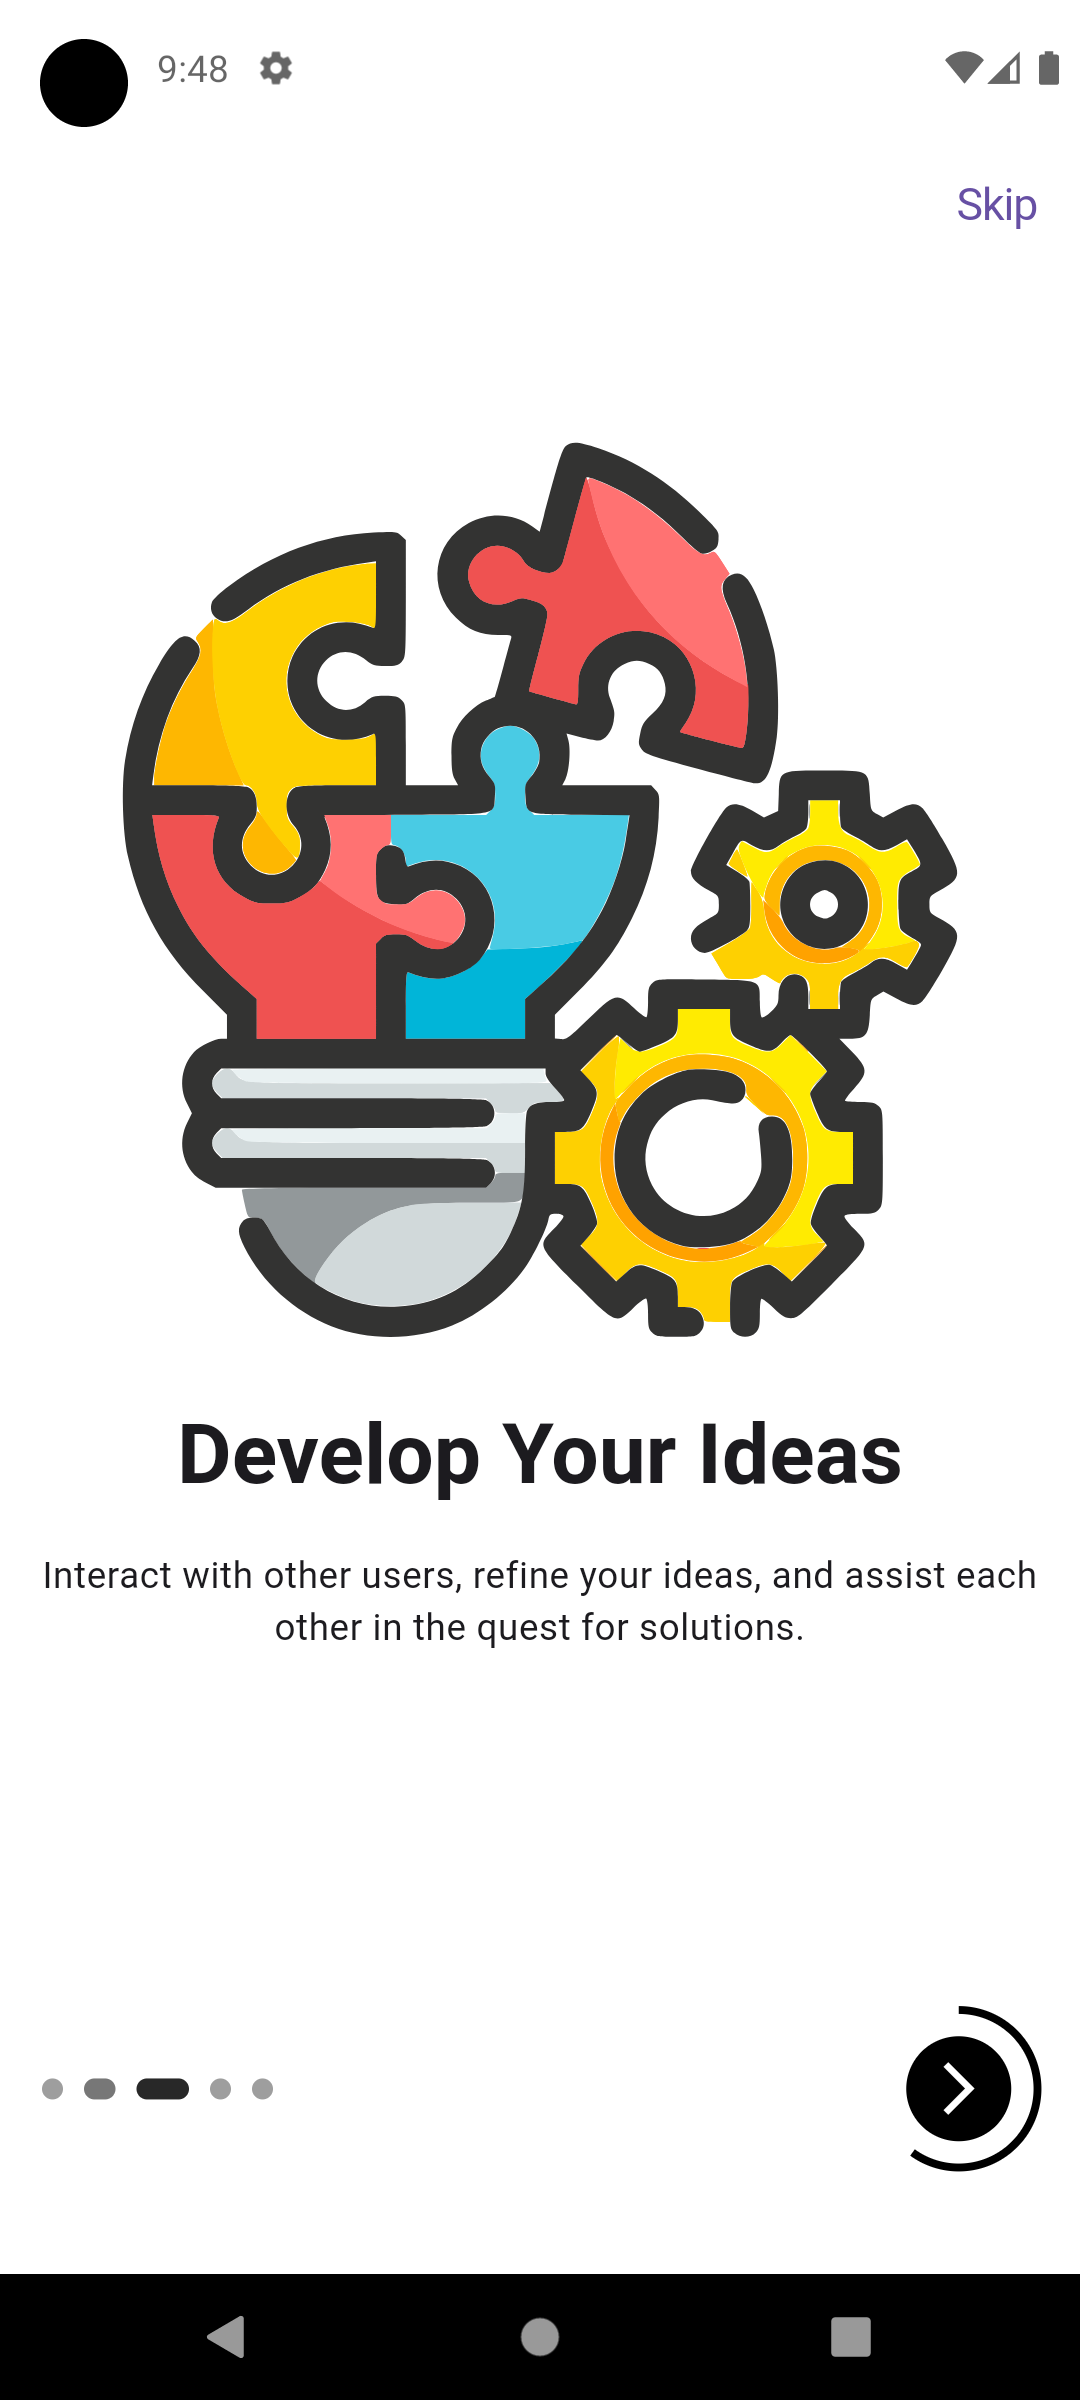 9:48
Skip
Develop Your Ideas
Interact with other users, refine your ideas, and assist each
other in the quest for solutions.